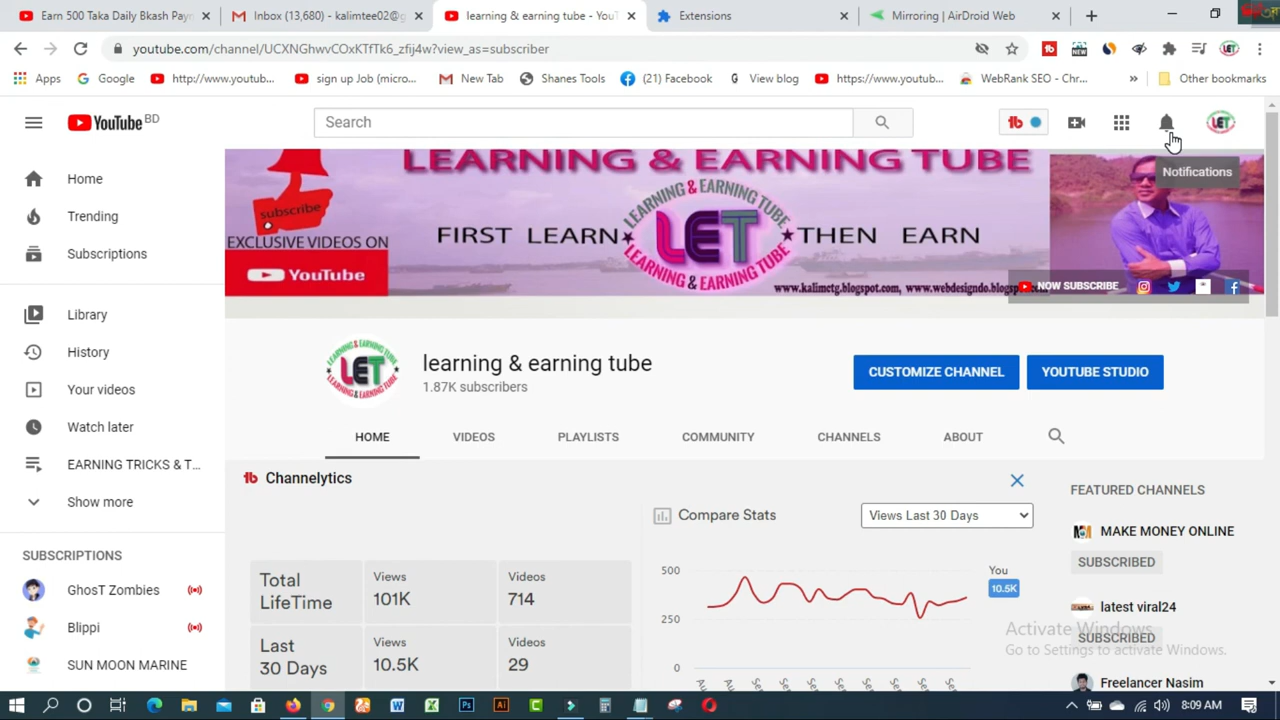 Earn 500 Taka Daily Bkash Payr
Inbox (13,680) - kalimtee02@g
learning & earning tube - YouT
Extensions
Mirroring | AirDroid Web
youtube.com/channel/UCXNGhwvCOxKTfTk6_zfij4w?view_as=subscriber
Apps
Google
http://www.youtub...
sign up Job (micro...
New Tab
Shanes Tools
(21) Facebook
View blog
https://www.youtub...
WebRank SEO - Chr...
»
Other bookmarks
YouTube BD
Search
Notifications
LEARNING & EARNING TUBE
subscribe
EXCLUSIVE VIDEOS ON
YouTube
FIRST LEARN
LEARNING & EARNING TUBE
LET
LEARNING & EARNING TUBE
THEN EARN
www.kalimctg.blogspot.com, www.webdesigndo.blogspot.com
NOW SUBSCRIBE
Home
Trending
Subscriptions
Library
History
Your videos
Watch later
EARNING TRICKS & T...
Show more
SUBSCRIPTIONS
GhosT Zombies
Blippi
SUN MOON MARINE
LET
learning & earning tube
1.87K subscribers
CUSTOMIZE CHANNEL
YOUTUBE STUDIO
HOME
VIDEOS
PLAYLISTS
COMMUNITY
CHANNELS
ABOUT
Channelytics
Compare Stats
Views Last 30 Days
Total LifeTime
Views
101K
Videos
714
Last 30 Days
Views
10.5K
Videos
29
500
250
0
You
10.5K
FEATURED CHANNELS
MAKE MONEY ONLINE
SUBSCRIBED
latest viral24
SUBSCRIBED
Freelancer Nasim
Activate Windows
Go to Settings to activate Windows.
8:09 AM